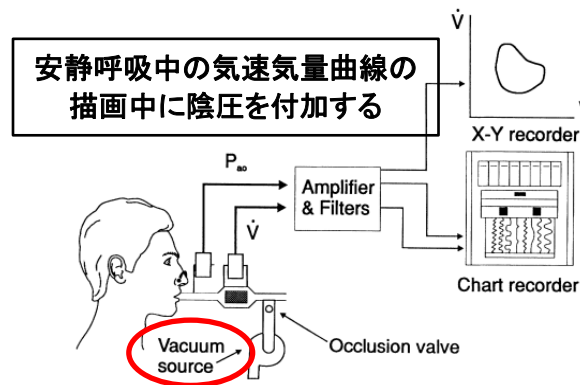 安静呼吸中の気速気量曲線の
描画中に陰圧を付加する
V̇
X-Y recorder
Pao
Amplifier
& Filters
V̇
Chart recorder
Vacuum
source
Occlusion valve